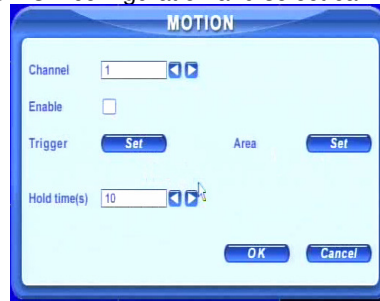 MOTION
Channel 1
Enable
Trigger Set Area Set
Hold time(s) 10
OK Cancel